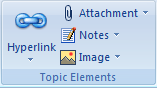 Hyperlink
Attachment
Notes
Image
Topic Elements